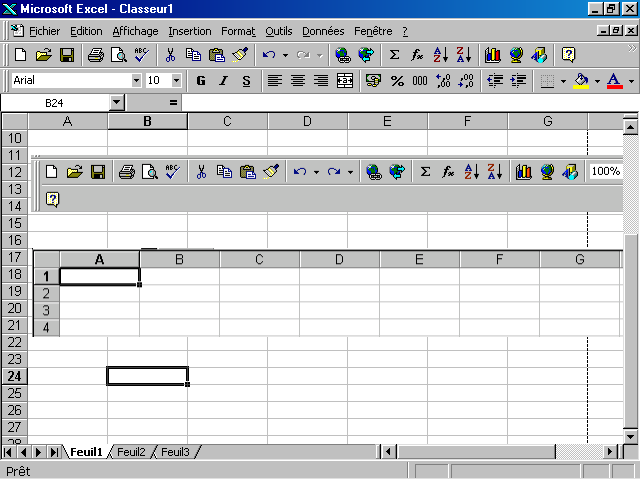 Microsoft Excel - Classeur1
Fichier Edition Affichage Insertion Format Outils Données Fenêtre ?
Arial 10 G I S % 000
B24 =
A B C D E F G
10
11
12 100%
13
14
15
16
17 A B C D E F G
18 1
19 2
20 3
21 4
22
23
24
25
26
27
28
Feuil1 Feuil2 Feuil3
Prêt